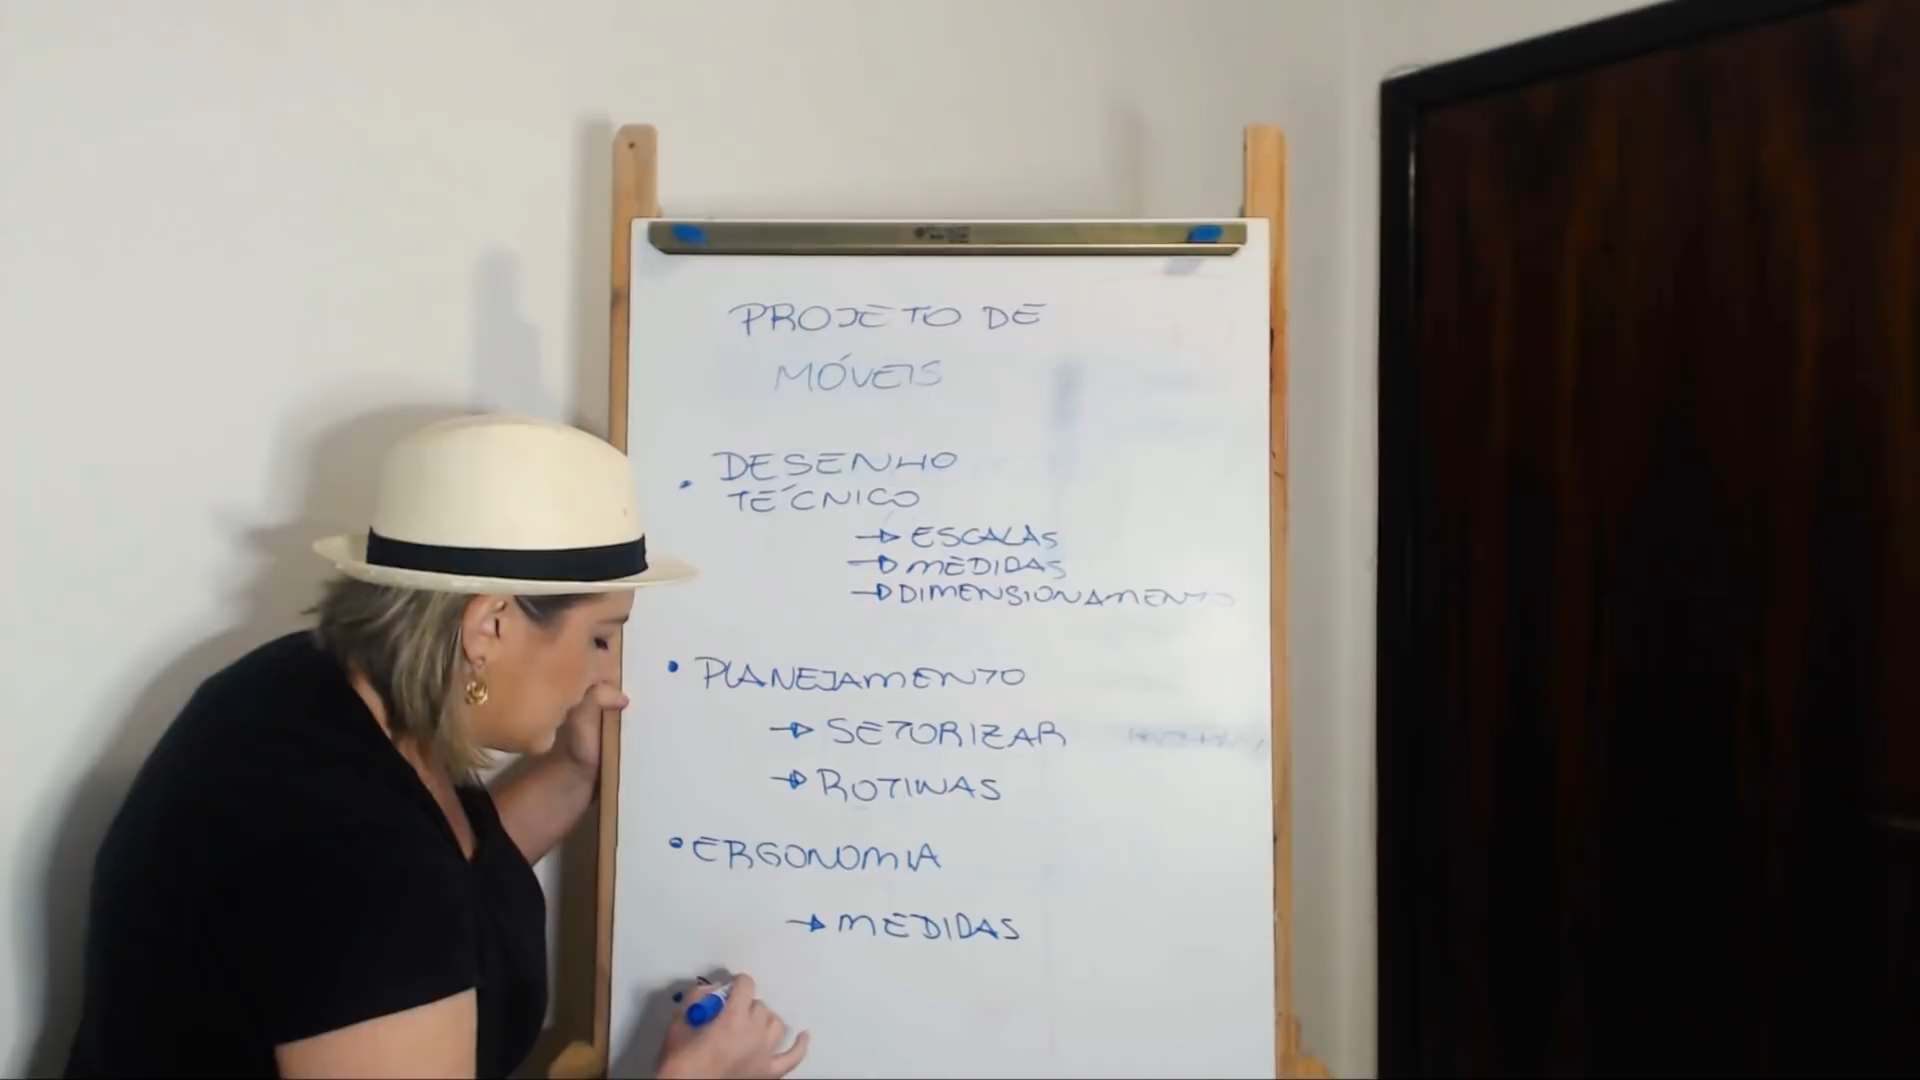 PROJETO DE
MÓVEIS
• DESENHO
TÉCNICO
→ ESCALAS
→ MEDIDAS
→ DIMENSIONAMENTO
• PLANEJAMENTO
→ SETORIZAR
→ ROTINAS
• ERGONOMIA
→ MEDIDAS
•